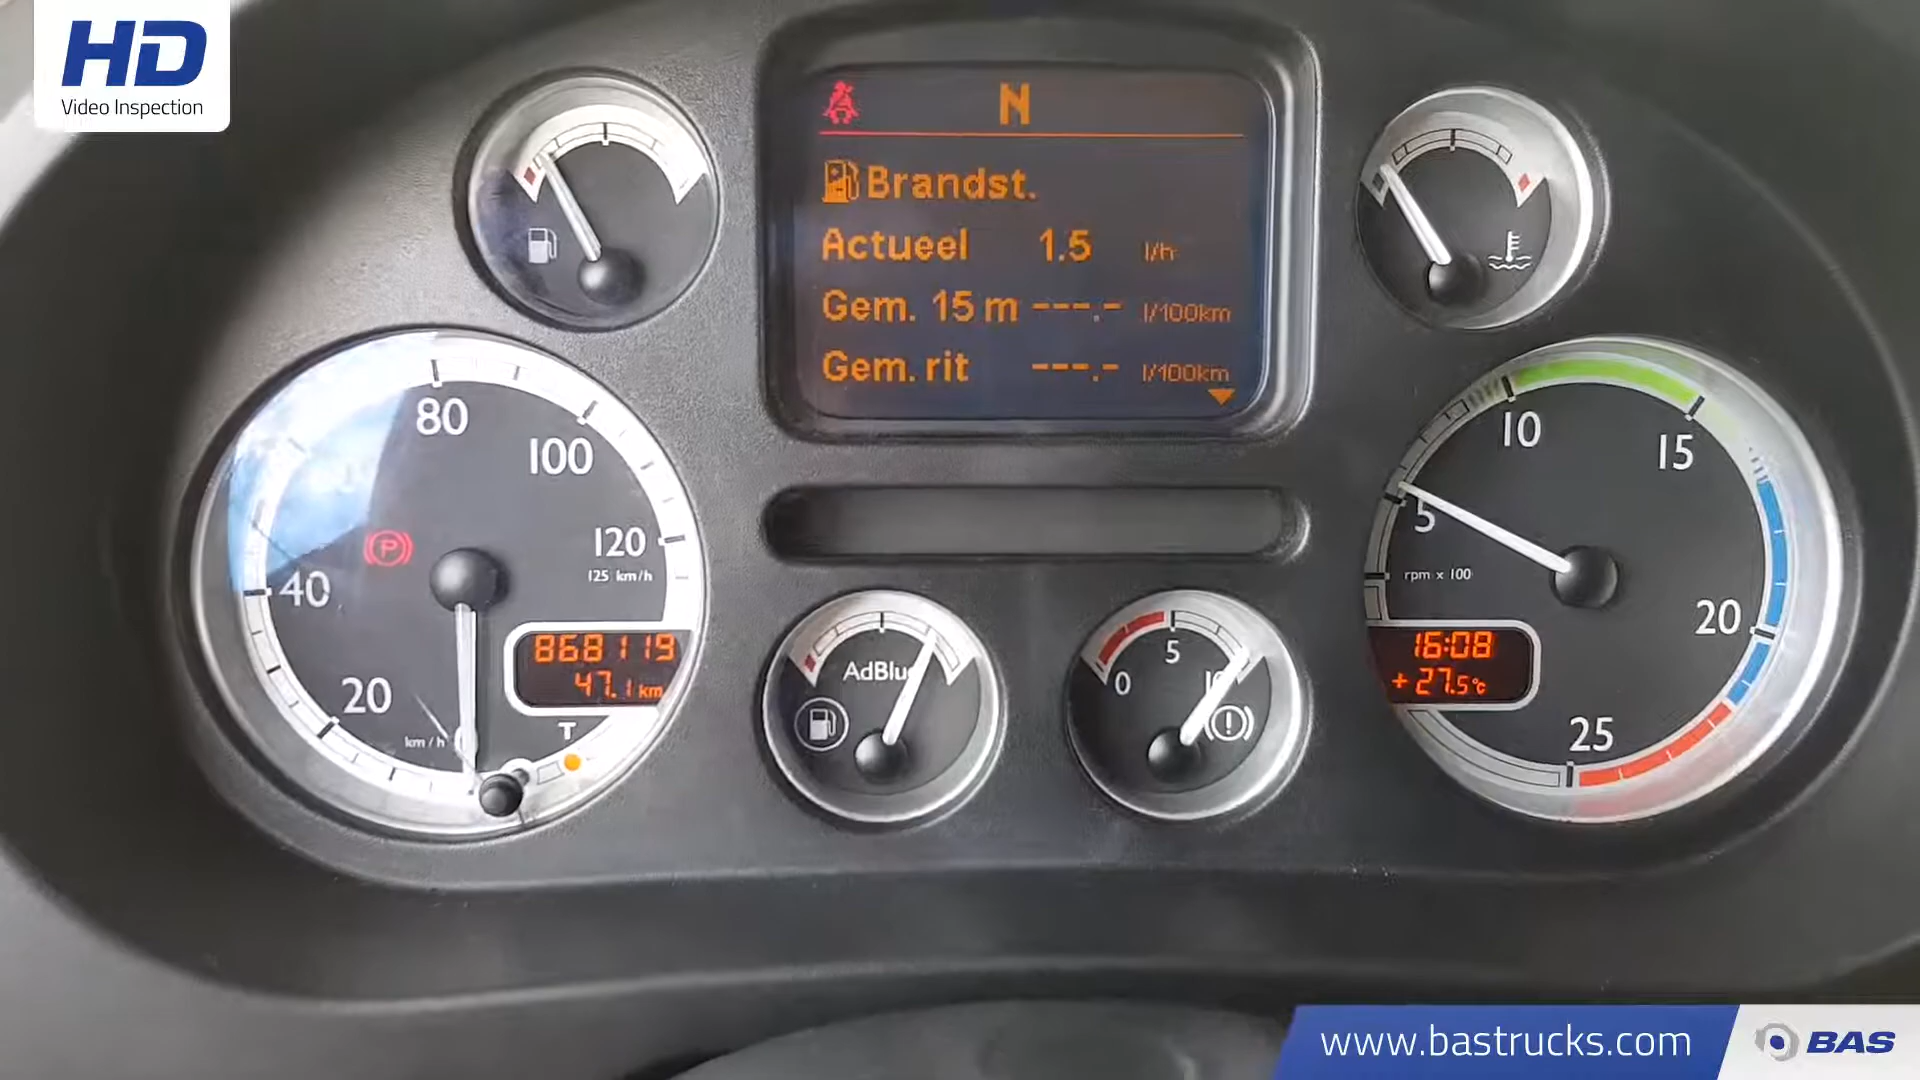 HD
Video Inspection
N
Brandst.
Actueel 1.5 l/h
Gem. 15 m ---.- l/100km
Gem. rit ---.- l/100km
80
100
120
125 km/h
40
20
km/h
P
868119
47.1 km
T
AdBlue
0
5
10
5
10
15
20
25
rpm x 100
16:08
+27.5°C
www.bastrucks.com
BAS